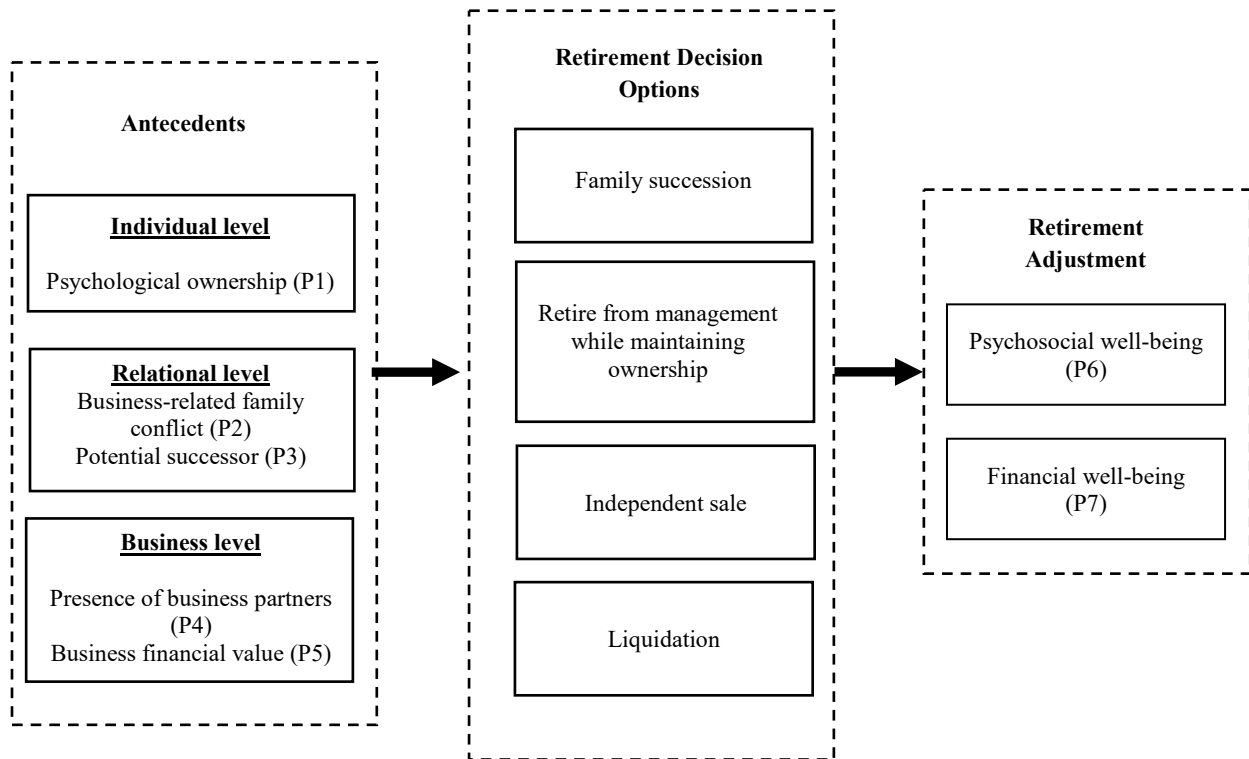 Antecedents
Individual level
Psychological ownership (P1)
Relational level
Business-related family
conflict (P2)
Potential successor (P3)
Business level
Presence of business partners
(P4)
Business financial value (P5)
Retirement Decision
Options
Family succession
Retire from management
while maintaining
ownership
Independent sale
Liquidation
Retirement
Adjustment
Psychosocial well-being
(P6)
Financial well-being
(P7)